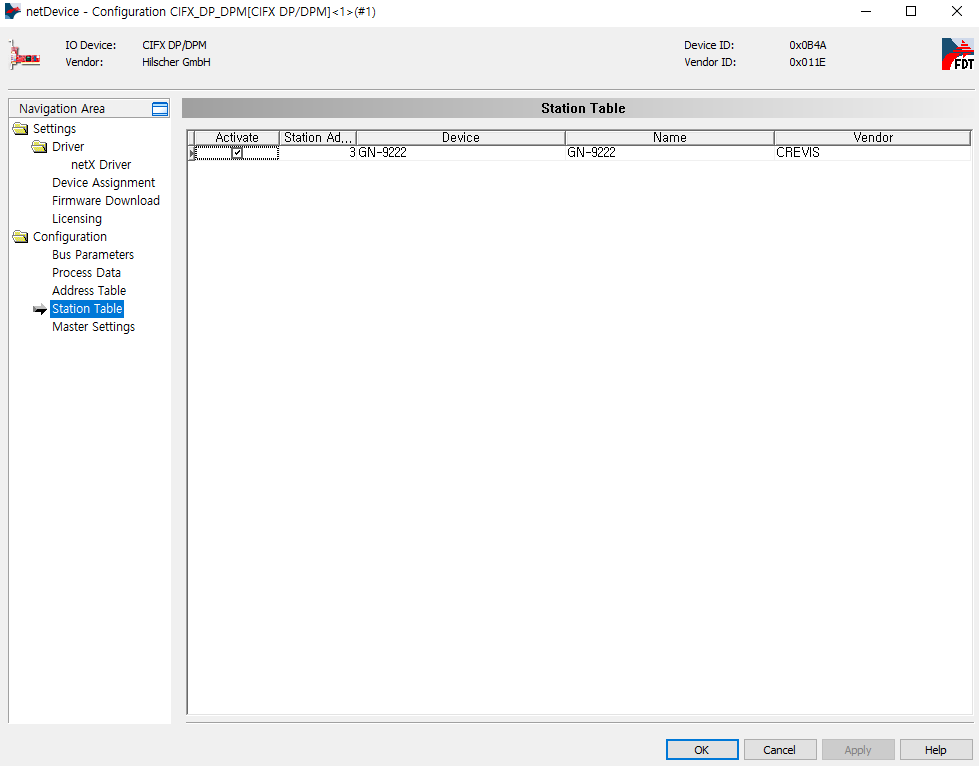 netDevice - Configuration CIFX_DP_DPM[CIFX DP/DPM]<1>(#1)
IO Device: CIFX DP/DPM Device ID: 0x0B4A
Vendor: Hilscher GmbH Vendor ID: 0x011E
FDT
Navigation Area
Settings
Driver
netX Driver
Device Assignment
Firmware Download
Licensing
Configuration
Bus Parameters
Process Data
Address Table
Station Table
Master Settings
Station Table
Activate Station Ad... Device Name Vendor
3 GN-9222 GN-9222 CREVIS
OK Cancel Apply Help